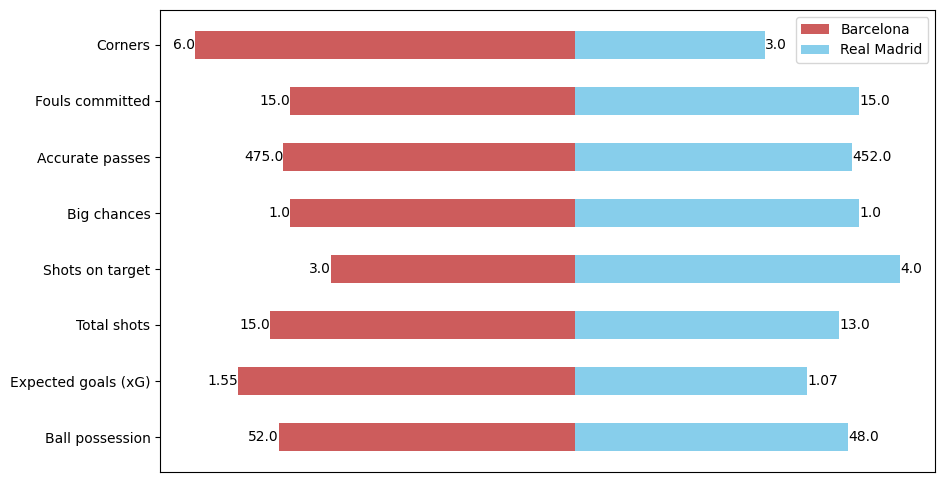 Barcelona
Real Madrid
Corners 6.0 3.0
Fouls committed 15.0 15.0
Accurate passes 475.0 452.0
Big chances 1.0 1.0
Shots on target 3.0 4.0
Total shots 15.0 13.0
Expected goals (xG) 1.55 1.07
Ball possession 52.0 48.0